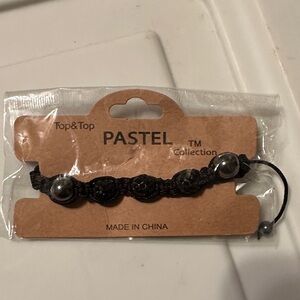 Top&Top
PASTEL TM
Collection
MADE IN CHINA